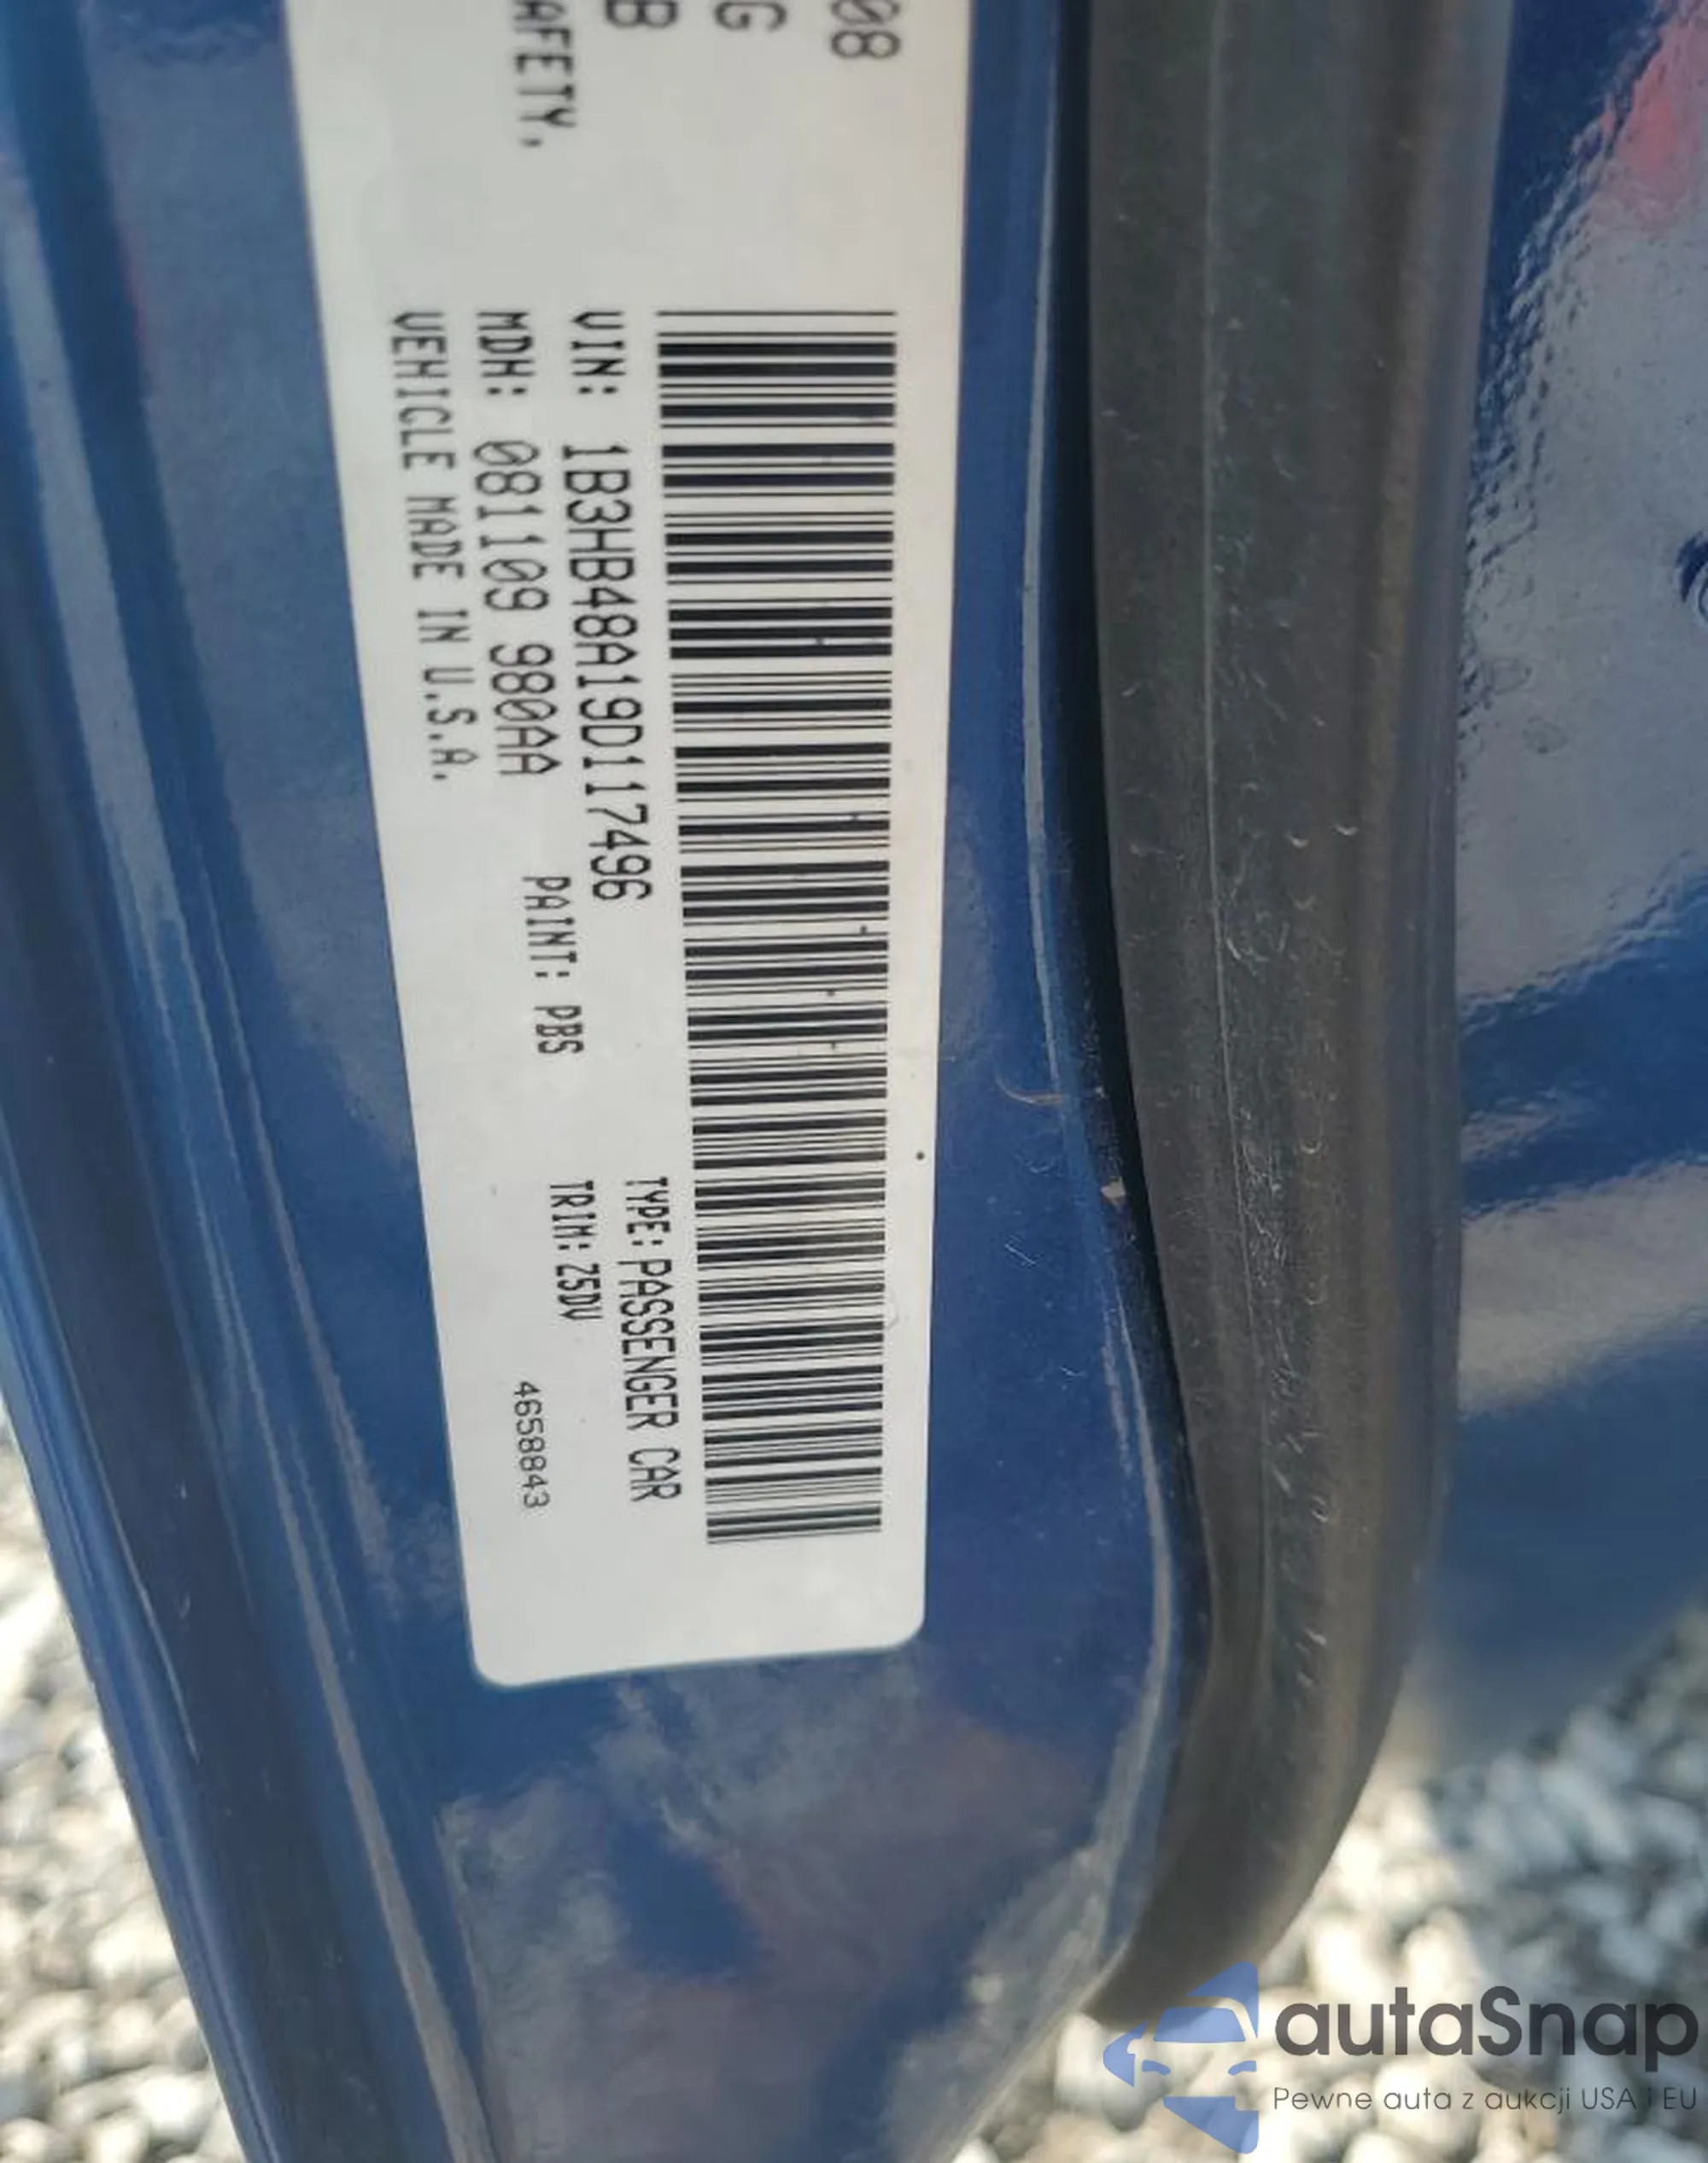 08
G
B
AFETY.
VIN: 1B3HB48A19D117496
TYPE: PASSENGER CAR
MDH: 081109 980AA PAINT: PBS TRIM: Z5DV
VEHICLE MADE IN U.S.A.
4658843
autaSnap
Pewne auta z aukcji USA i EU